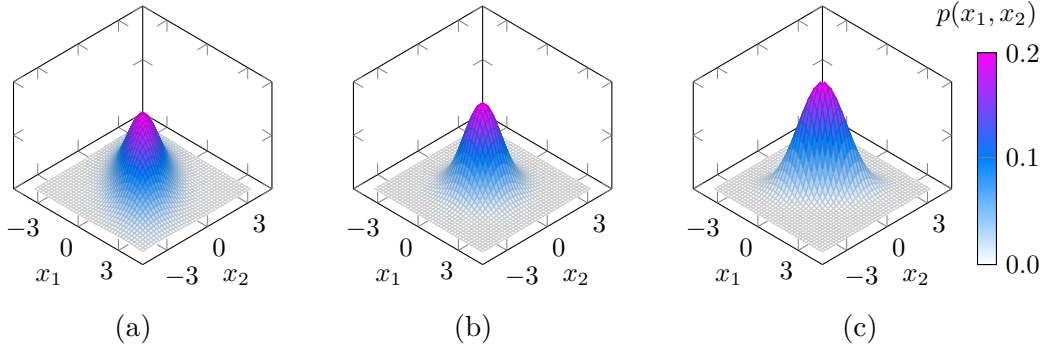 p(x₁, x₂)
0.2
0.1
0.0
−3 0 3 x₁ −3 0 3 x₂
−3 0 3 x₁ −3 0 3 x₂
−3 0 3 x₁ −3 0 3 x₂
(a) (b) (c)